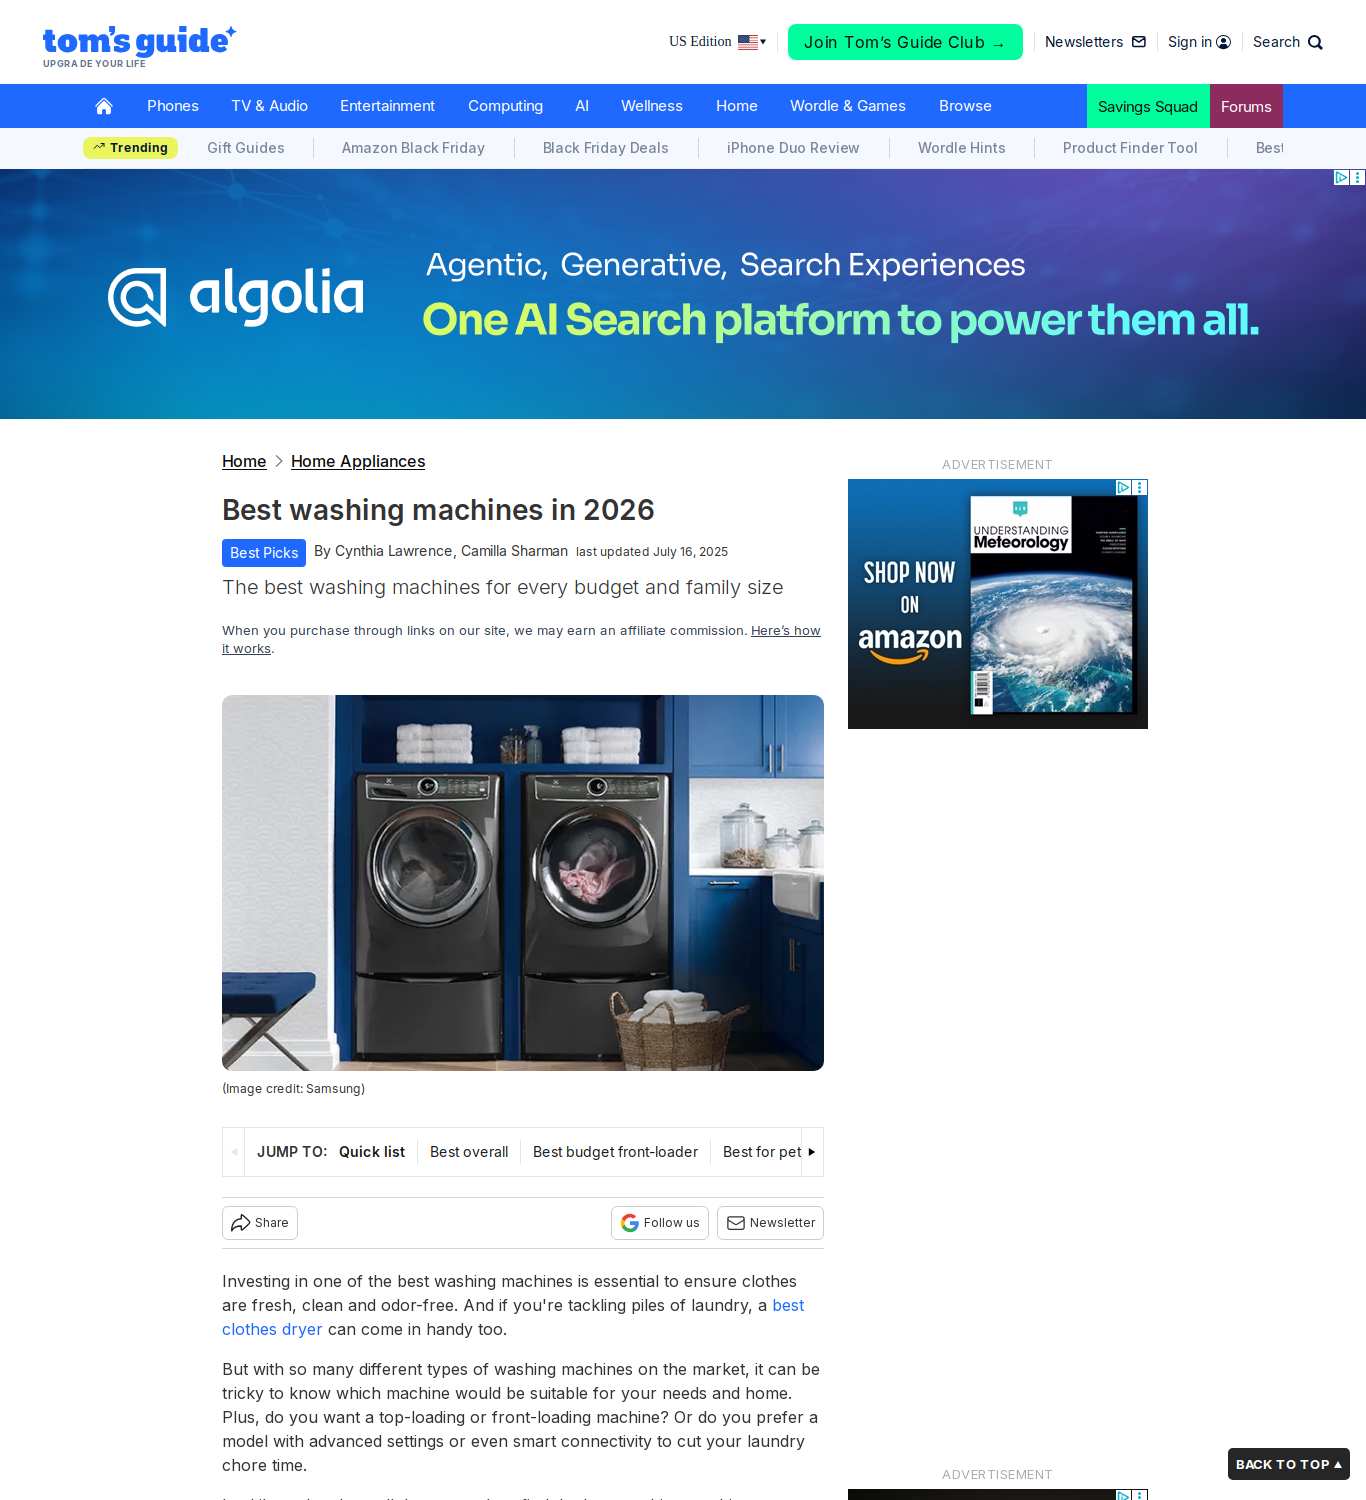 tom's guide
UPGRADE YOUR LIFE
US Edition
Join Tom's Guide Club →
Newsletters
Sign in
Search
Phones
TV & Audio
Entertainment
Computing
AI
Wellness
Home
Wordle & Games
Browse
Savings Squad
Forums
Trending
Gift Guides
Amazon Black Friday
Black Friday Deals
iPhone Duo Review
Wordle Hints
Product Finder Tool
Best
algolia
Agentic, Generative, Search Experiences
One AI Search platform to power them all.
Home
Home Appliances
Best washing machines in 2026
Best Picks
By Cynthia Lawrence, Camilla Sharman
last updated July 16, 2025
The best washing machines for every budget and family size
When you purchase through links on our site, we may earn an affiliate commission. Here's how
it works.
ADVERTISEMENT
SHOP NOW
ON
amazon
UNDERSTANDING
Meteorology
(Image credit: Samsung)
JUMP TO:
Quick list
Best overall
Best budget front-loader
Best for pet
Share
Follow us
Newsletter
Investing in one of the best washing machines is essential to ensure clothes
are fresh, clean and odor-free. And if you're tackling piles of laundry, a best
clothes dryer can come in handy too.
But with so many different types of washing machines on the market, it can be
tricky to know which machine would be suitable for your needs and home.
Plus, do you want a top-loading or front-loading machine? Or do you prefer a
model with advanced settings or even smart connectivity to cut your laundry
chore time.
ADVERTISEMENT
BACK TO TOP